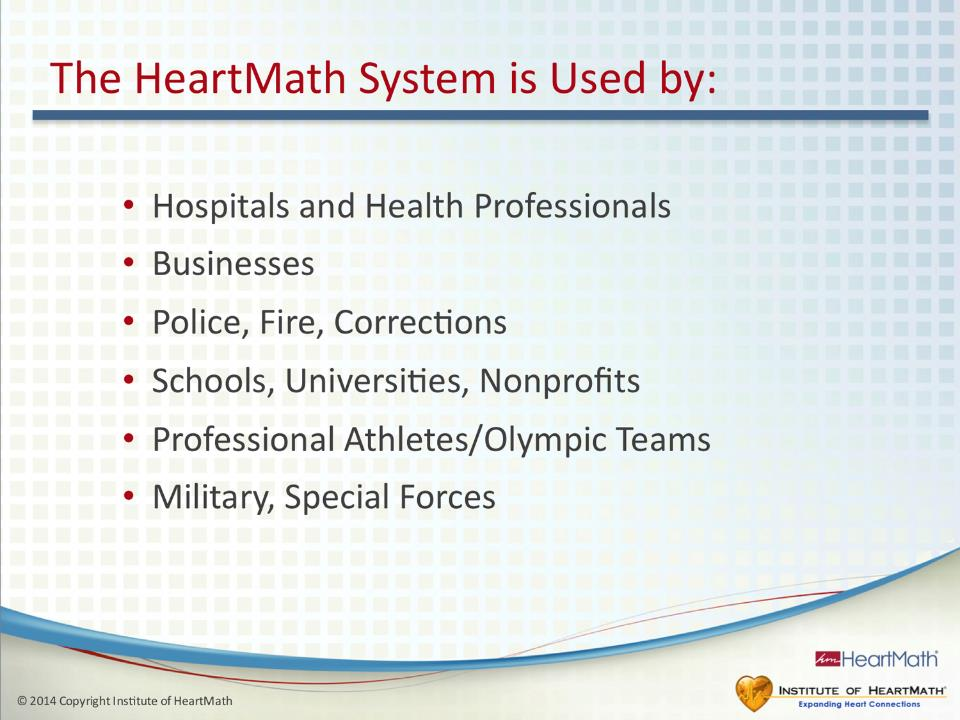 The HeartMath System is Used by:
• Hospitals and Health Professionals
• Businesses
• Police, Fire, Corrections
• Schools, Universities, Nonprofits
• Professional Athletes/Olympic Teams
• Military, Special Forces
hm HeartMath®
© 2014 Copyright Institute of HeartMath
INSTITUTE OF HEARTMATH®
Expanding Heart Connections